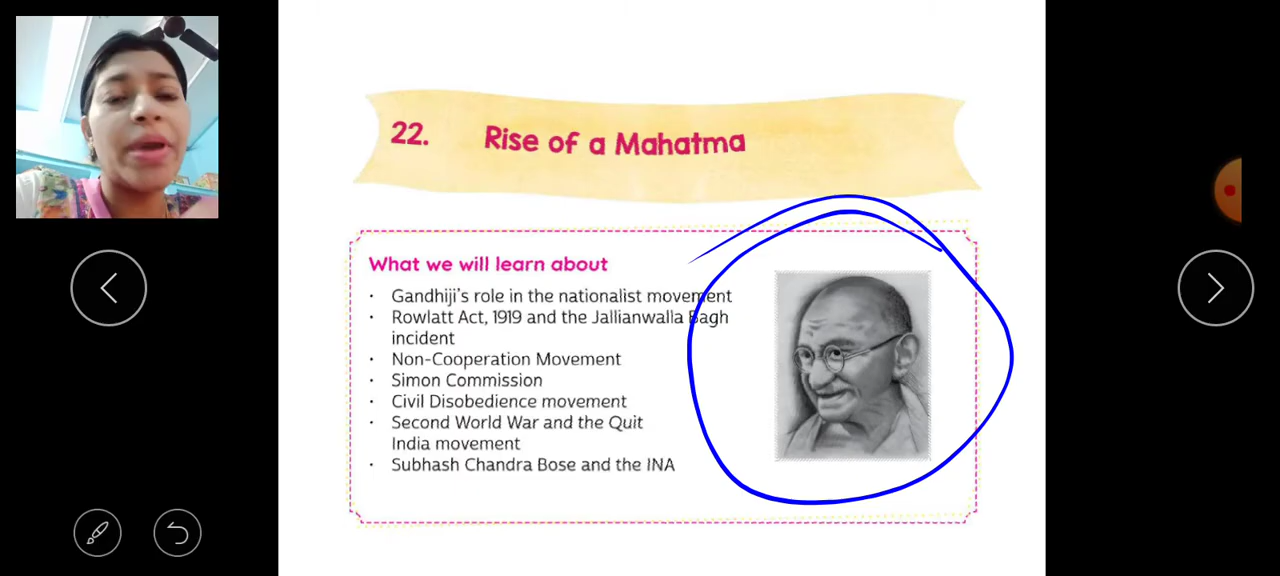 22. Rise of a Mahatma
What we will learn about
· Gandhiji's role in the nationalist movement
· Rowlatt Act, 1919 and the Jallianwalla Bagh
incident
· Non-Cooperation Movement
· Simon Commission
· Civil Disobedience movement
· Second World War and the Quit
India movement
· Subhash Chandra Bose and the INA